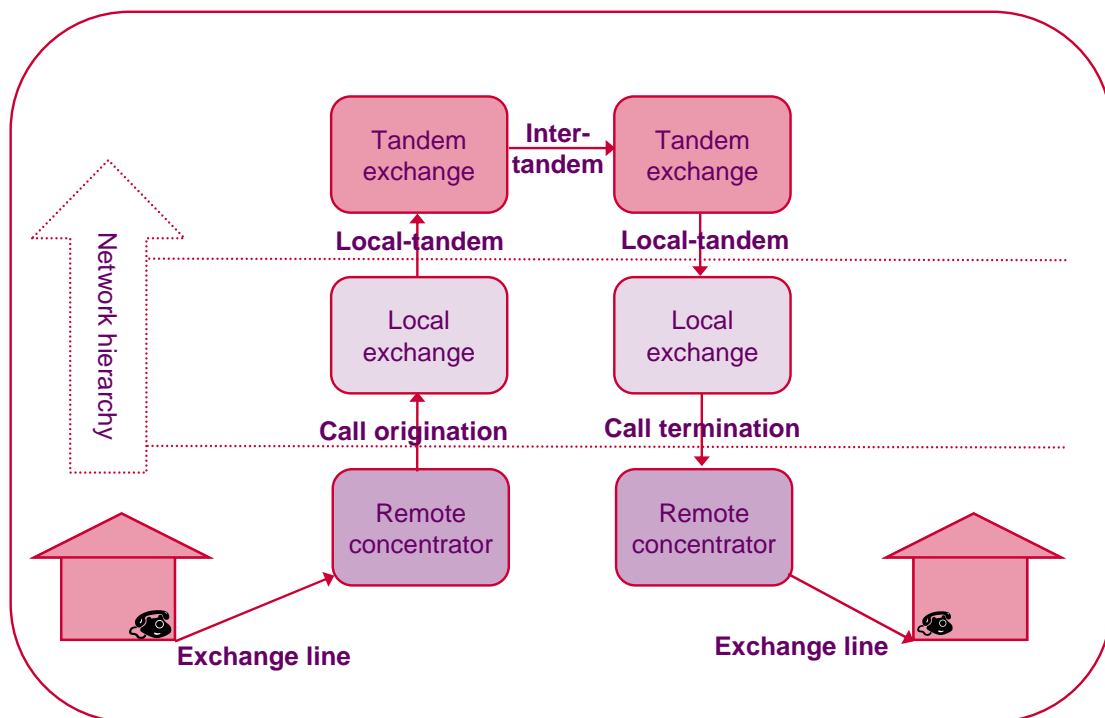 Tandem
exchange
Inter-
tandem
Tandem
exchange
Local-tandem
Local-tandem
Network hierarchy
Local
exchange
Local
exchange
Call origination
Call termination
Remote
concentrator
Remote
concentrator
Exchange line
Exchange line